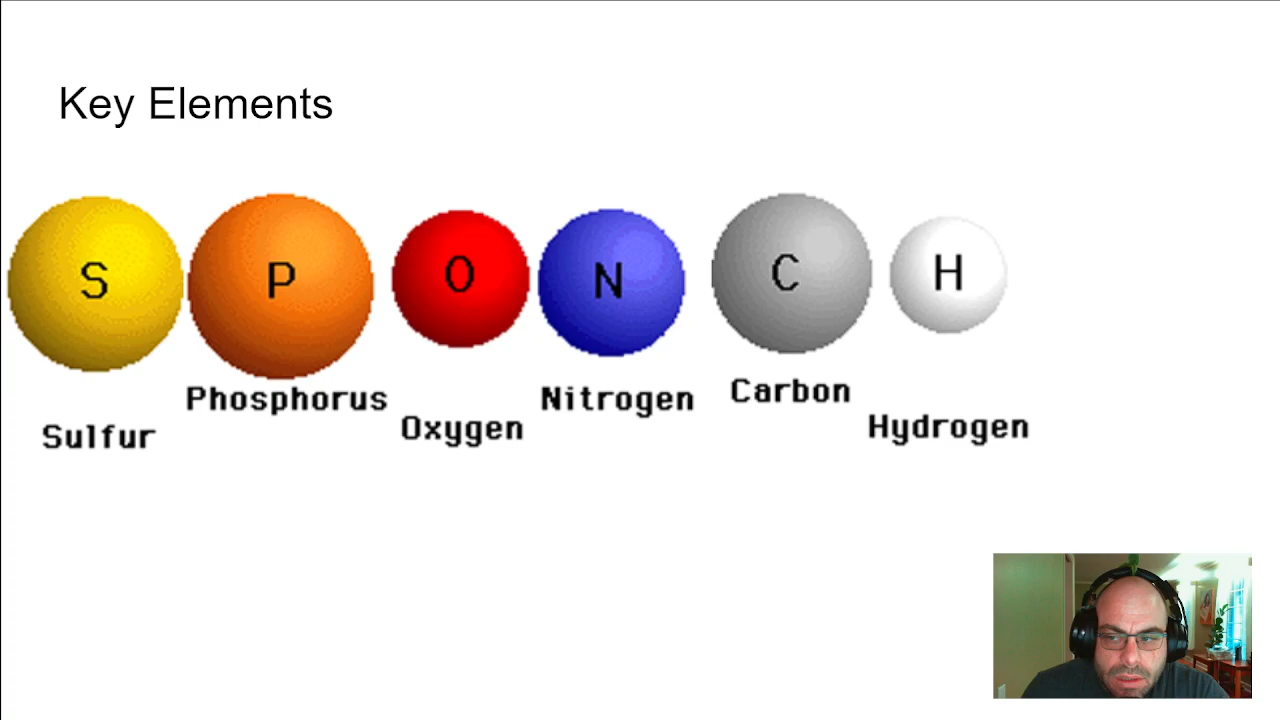 Key Elements
S P O N C H
Phosphorus Nitrogen Carbon
Sulfur Oxygen Hydrogen